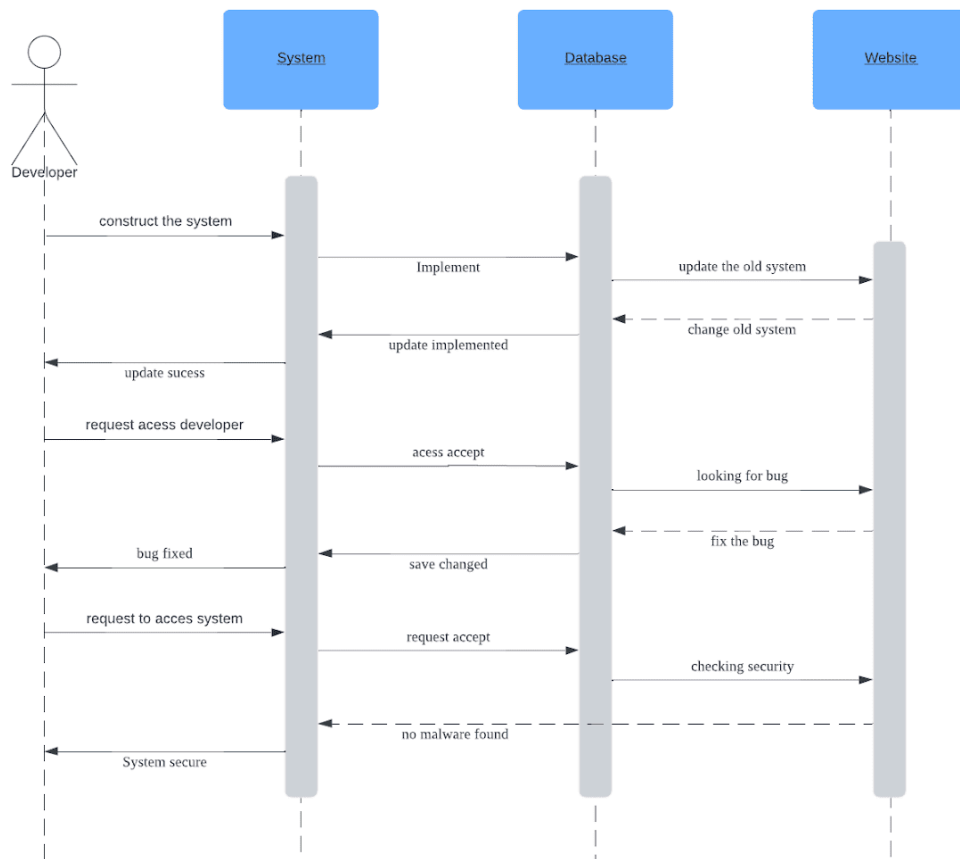 System
Database
Website
Developer
construct the system
Implement
update the old system
change old system
update implemented
update sucess
request acess developer
acess accept
looking for bug
fix the bug
bug fixed
save changed
request to acces system
request accept
checking security
no malware found
System secure